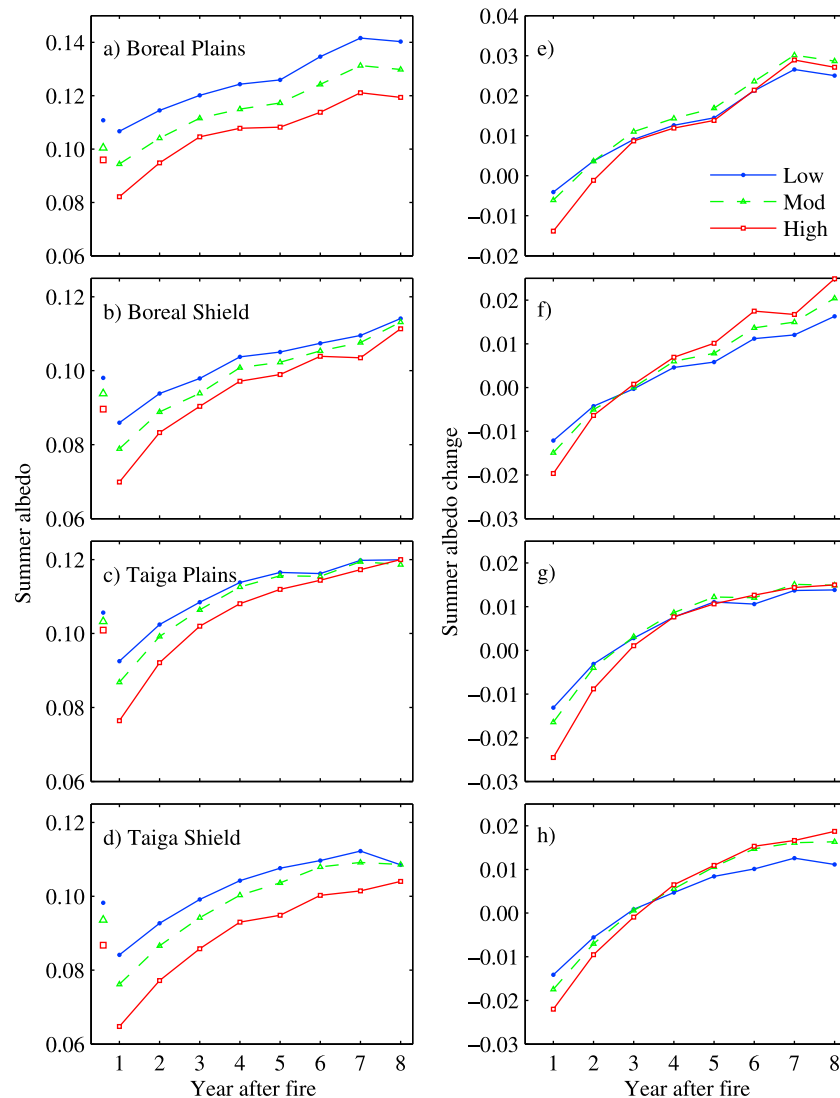 a) Boreal Plains
0.14
0.12
0.10
0.08
0.06
b) Boreal Shield
0.12
0.10
0.08
0.06
c) Taiga Plains
0.12
0.10
0.08
0.06
d) Taiga Shield
0.12
0.10
0.08
0.06
Summer albedo
1 2 3 4 5 6 7 8
Year after fire
e)
0.04
0.03
0.02
0.01
0.00
−0.01
−0.02
Low
Mod
High
f)
0.02
0.01
0.00
−0.01
−0.02
−0.03
g)
0.02
0.01
0.00
−0.01
−0.02
−0.03
h)
0.02
0.01
0.00
−0.01
−0.02
−0.03
Summer albedo change
1 2 3 4 5 6 7 8
Year after fire